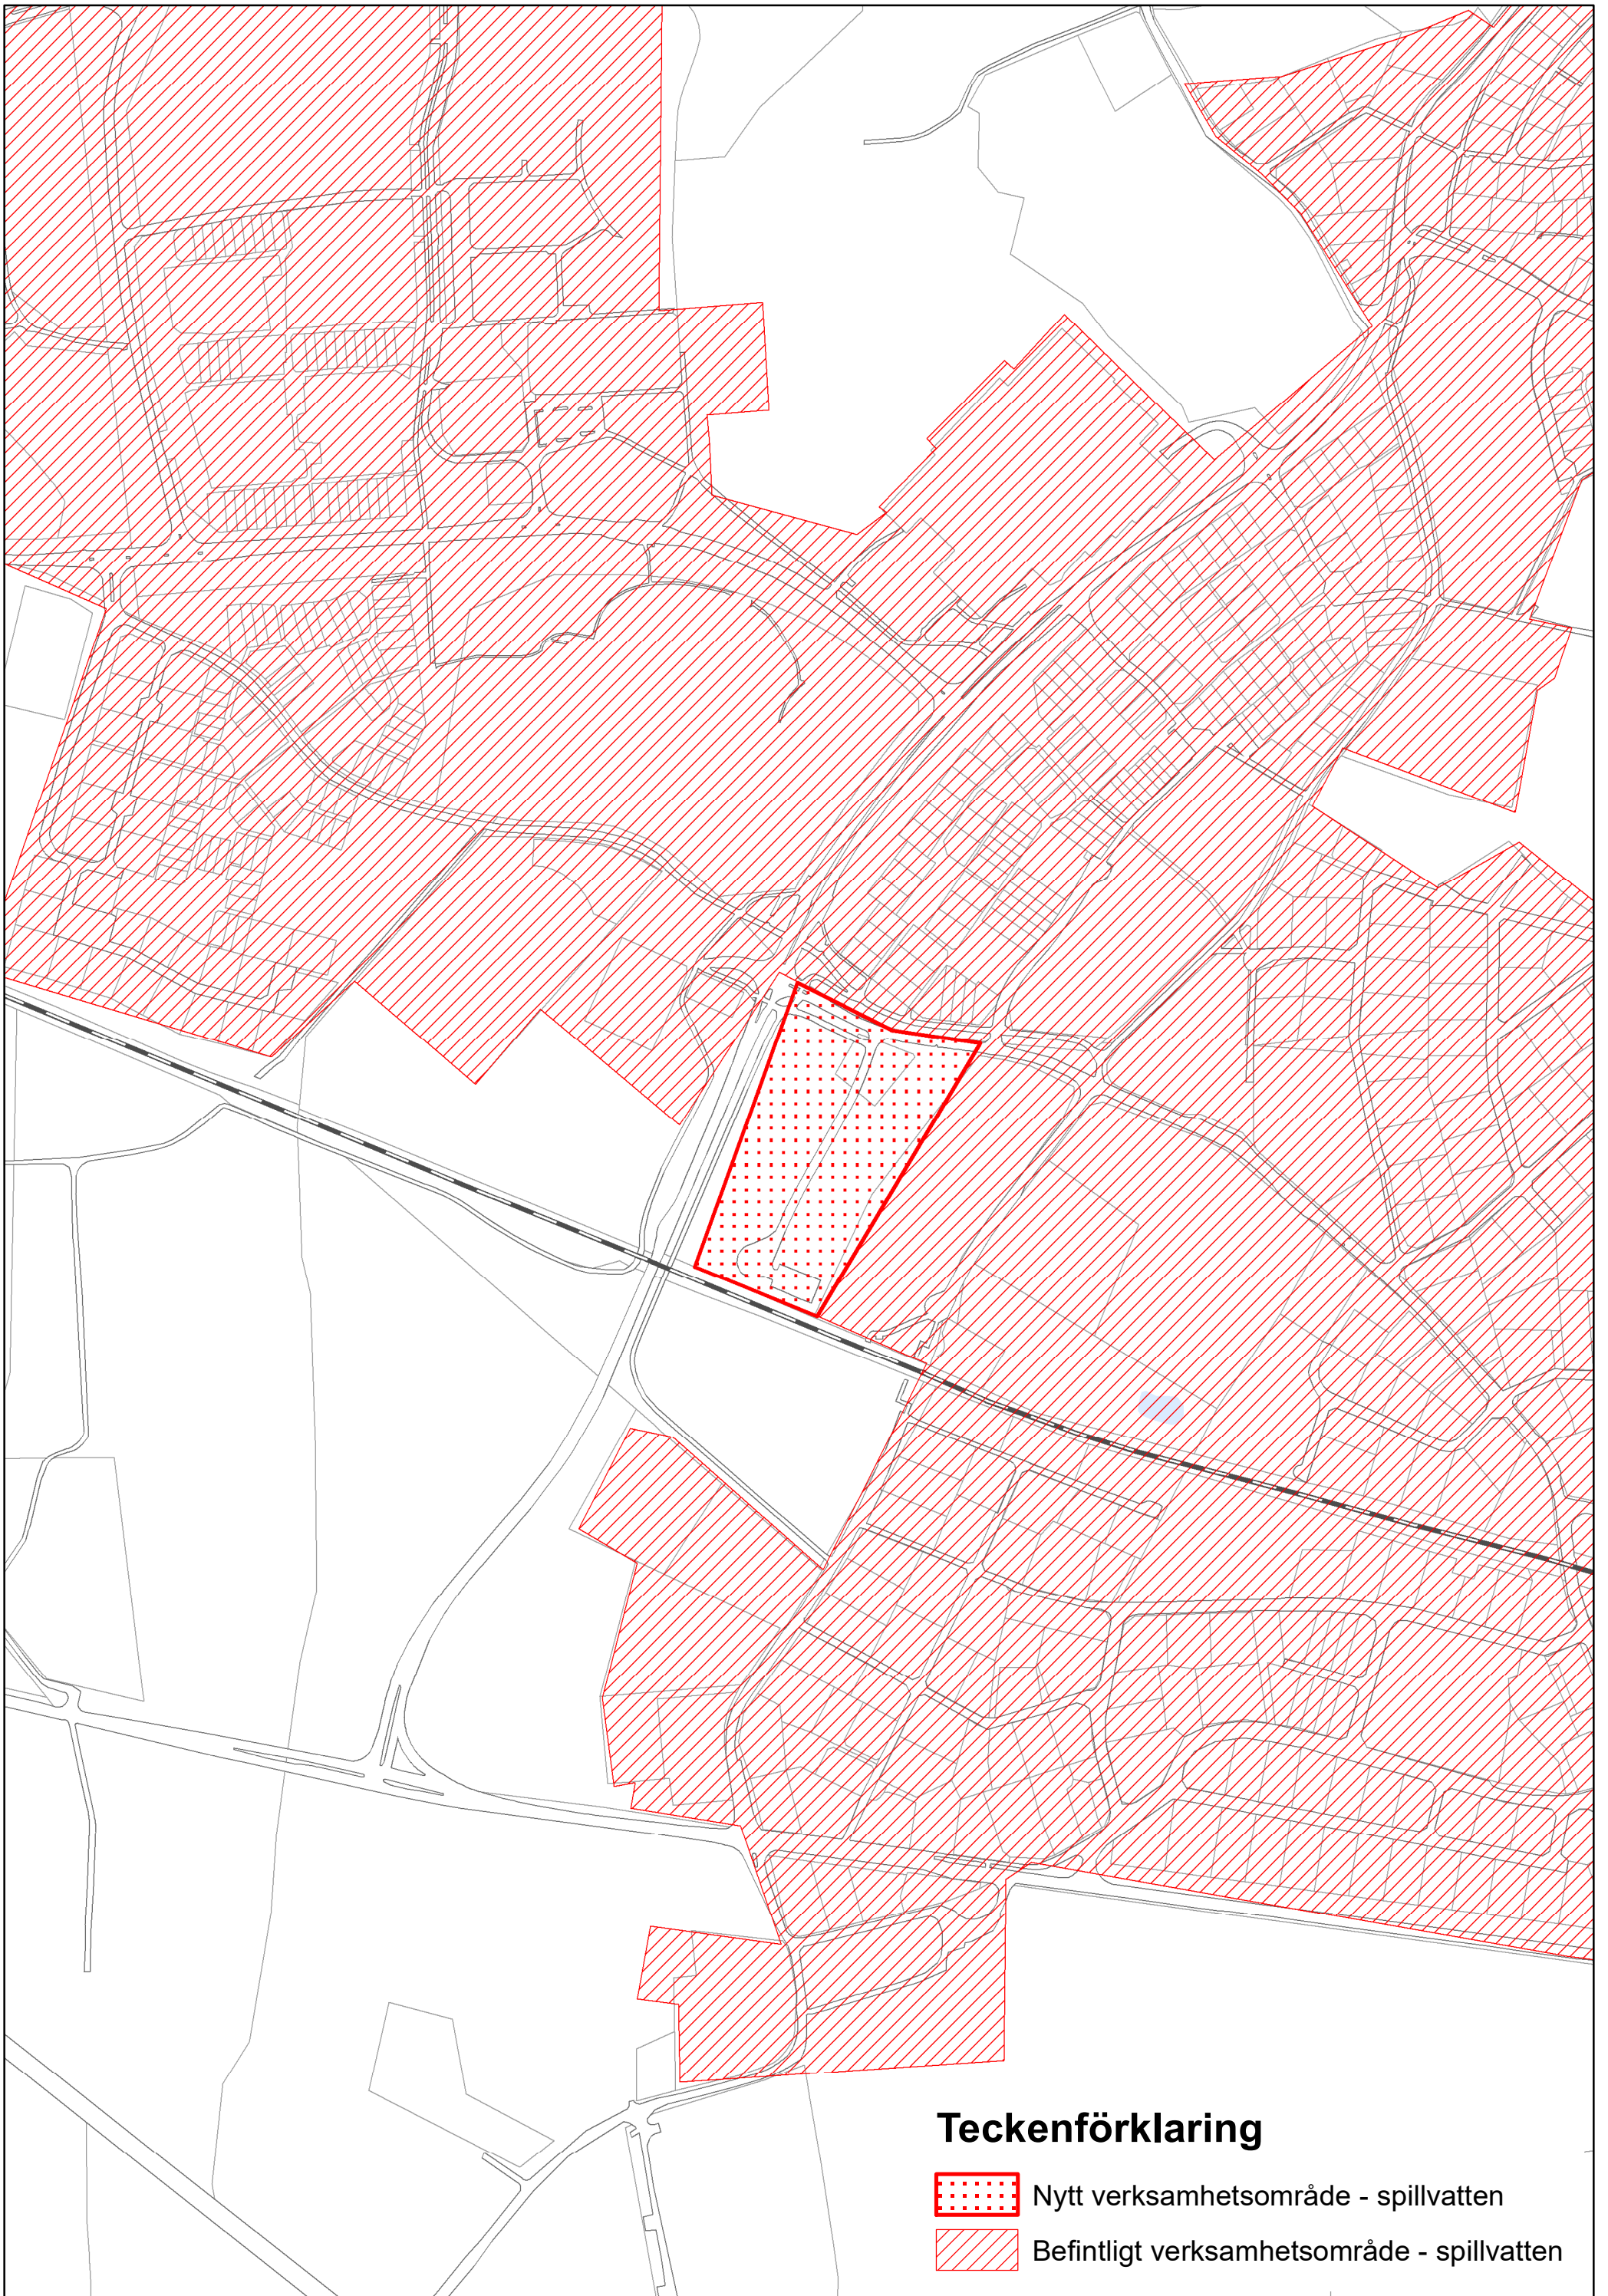 Teckenförklaring
Nytt verksamhetsområde - spillvatten
Befintligt verksamhetsområde - spillvatten